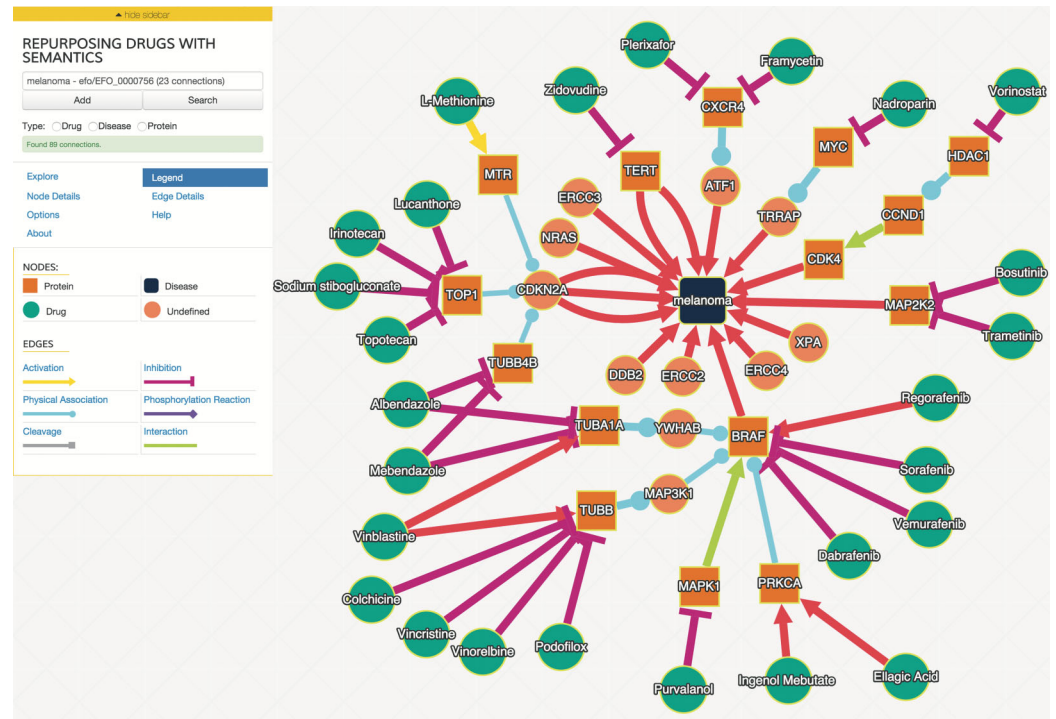 hide sidebar
REPURPOSING DRUGS WITH
SEMANTICS
melanoma - efo/EFO_0000756 (23 connections)
Add
Search
Type: Drug Disease Protein
Found 89 connections.
Explore
Legend
Node Details
Edge Details
Options
Help
About
NODES:
Protein
Disease
Drug
Undefined
EDGES
Activation
Inhibition
Physical Association
Phosphorylation Reaction
Cleavage
Interaction
Plerixafor
Framycetin
Zidovudine
L-Methionine
Nadroparin
Vorinostat
CXCR4
MYC
HDAC1
MTR
TERT
ATF1
ERCC3
Lucanthone
TRRAP
CCND1
Irinotecan
NRAS
CDK4
Bosutinib
Sodium stibogluconate
TOP1
CDKN2A
melanoma
MAP2K2
Topotecan
XPA
Trametinib
TUBB4B
DDB2
ERCC2
ERCC4
Albendazole
Regorafenib
TUBA1A
YWHAB
BRAF
Mebendazole
Sorafenib
MAP3K1
TUBB
Vemurafenib
Vinblastine
Dabrafenib
MAPK1
PRKCA
Colchicine
Vincristine
Vinorelbine
Podofilox
Purvalanol
Ingenol Mebutate
Ellagic Acid